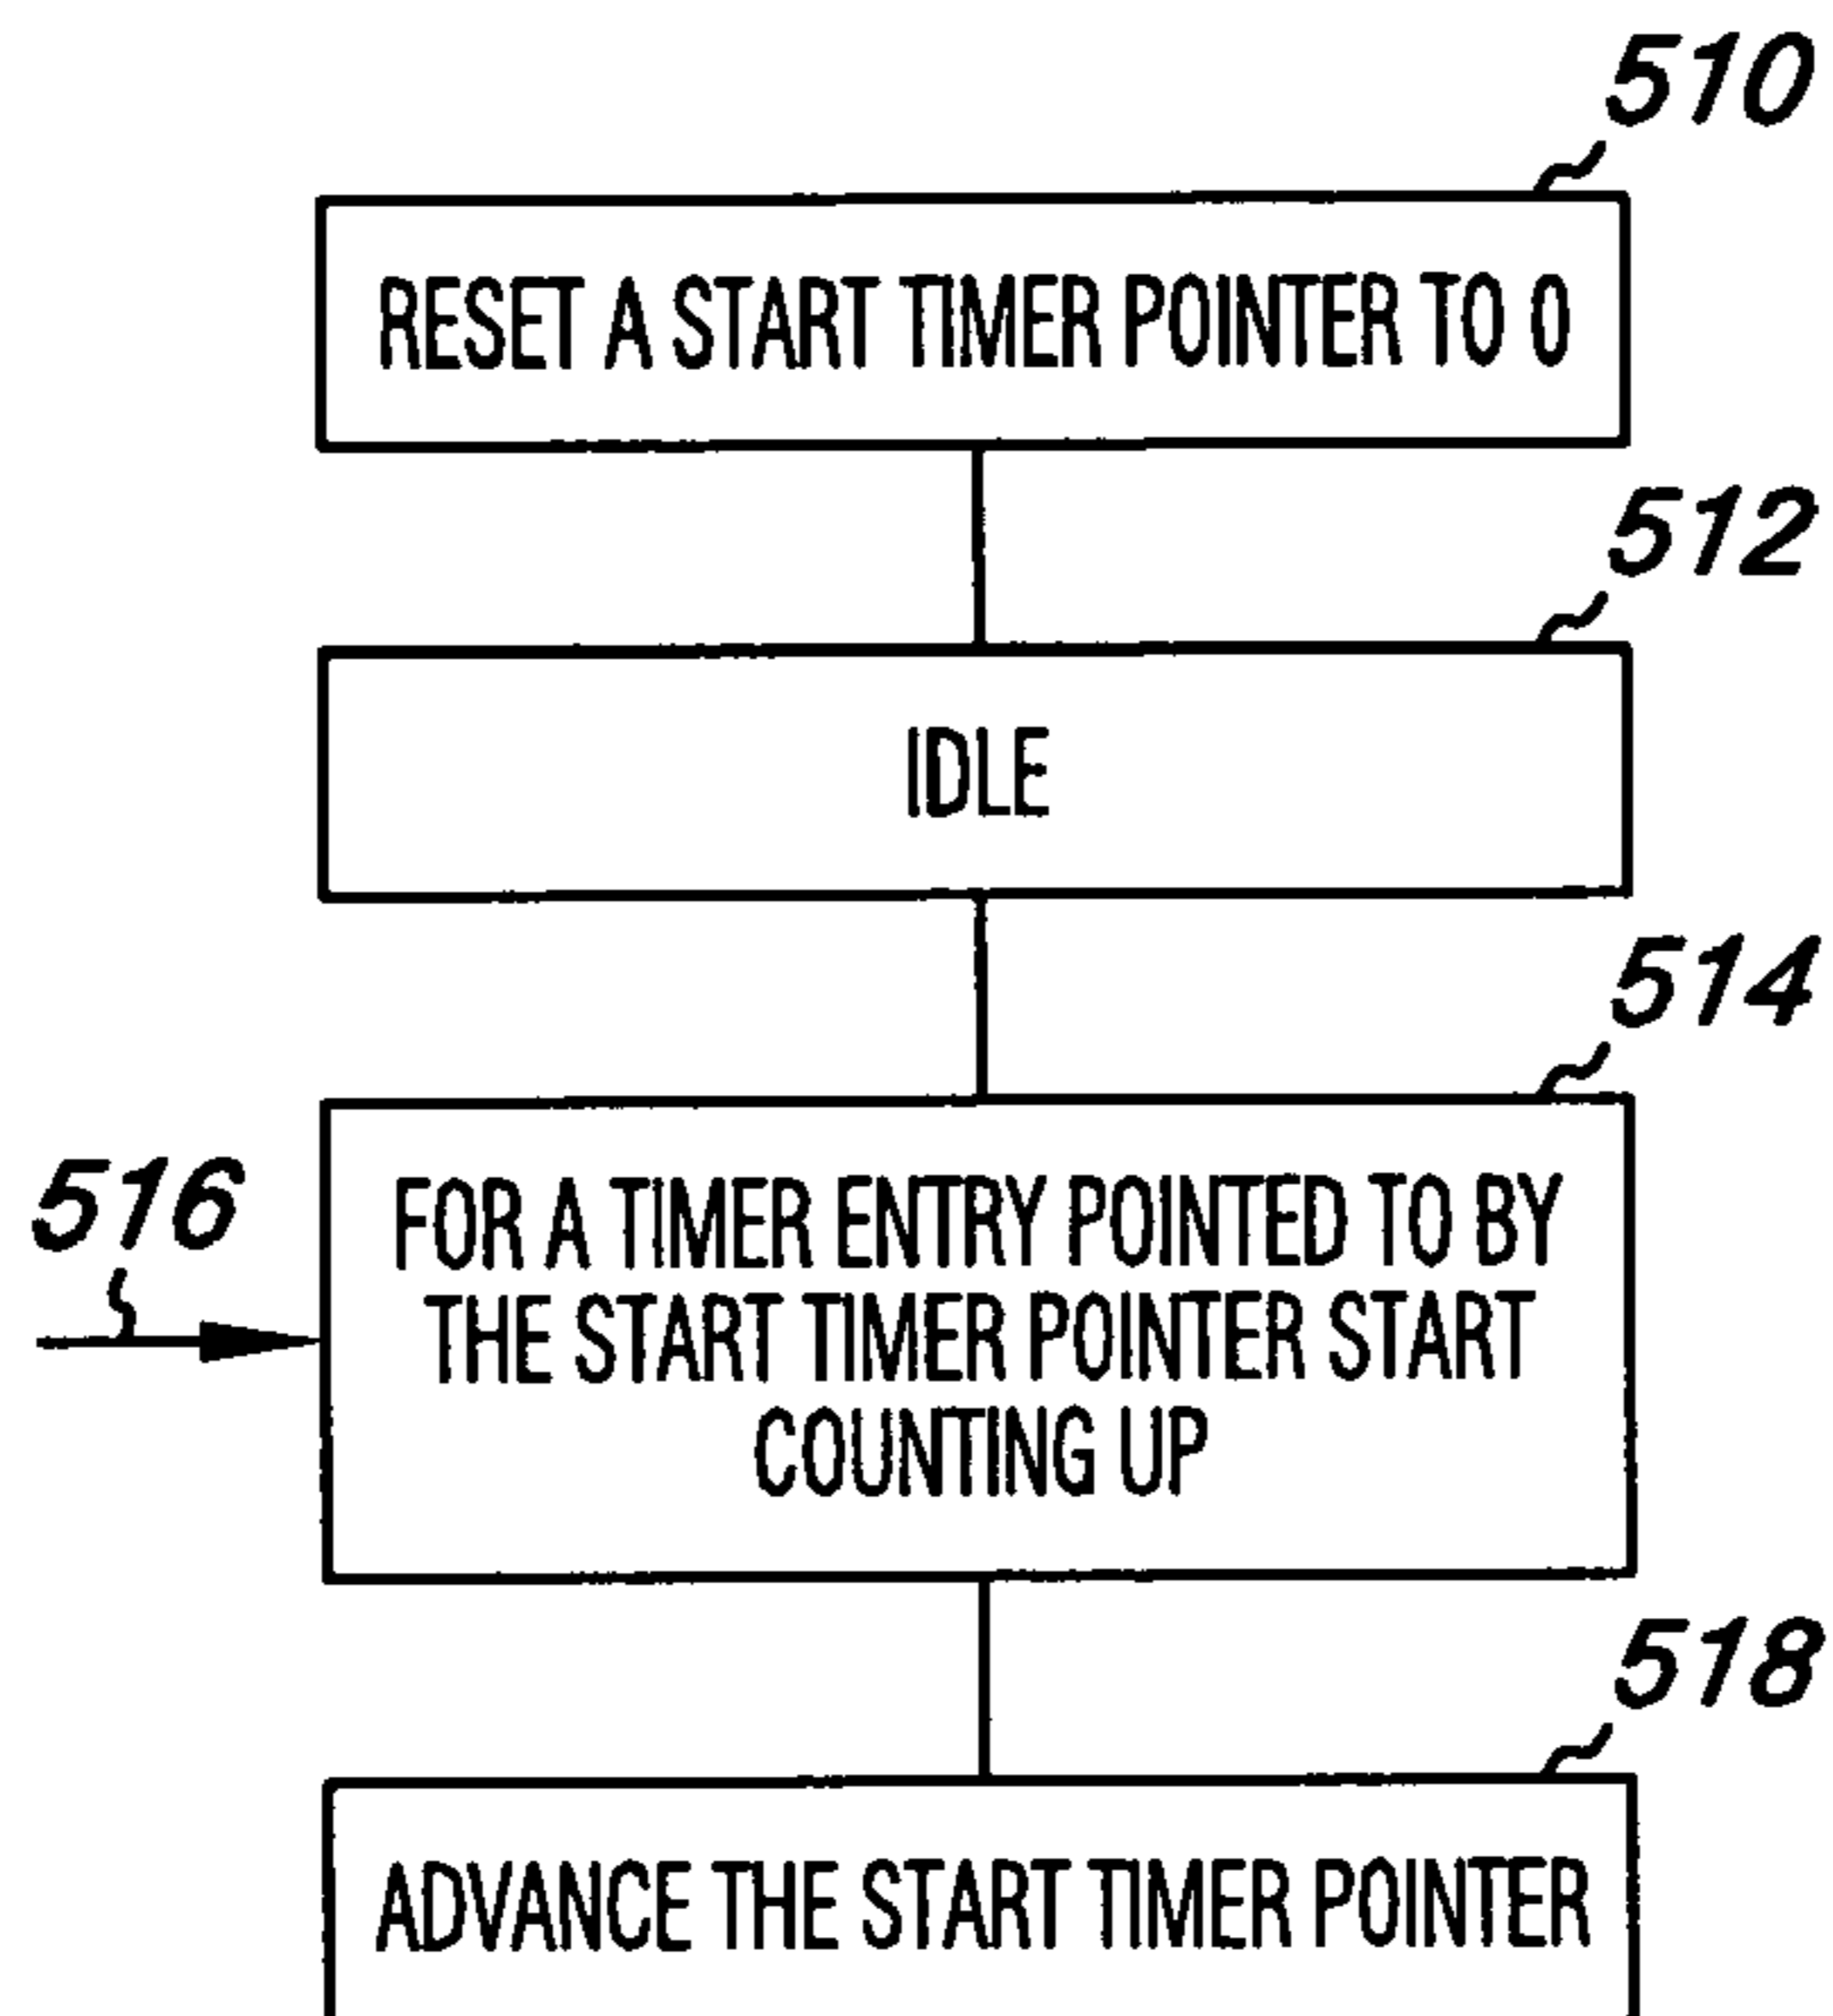 510
RESET A START TIMER POINTER TO 0
512
IDLE
514
516
FOR A TIMER ENTRY POINTED TO BY
THE START TIMER POINTER START
COUNTING UP
518
ADVANCE THE START TIMER POINTER